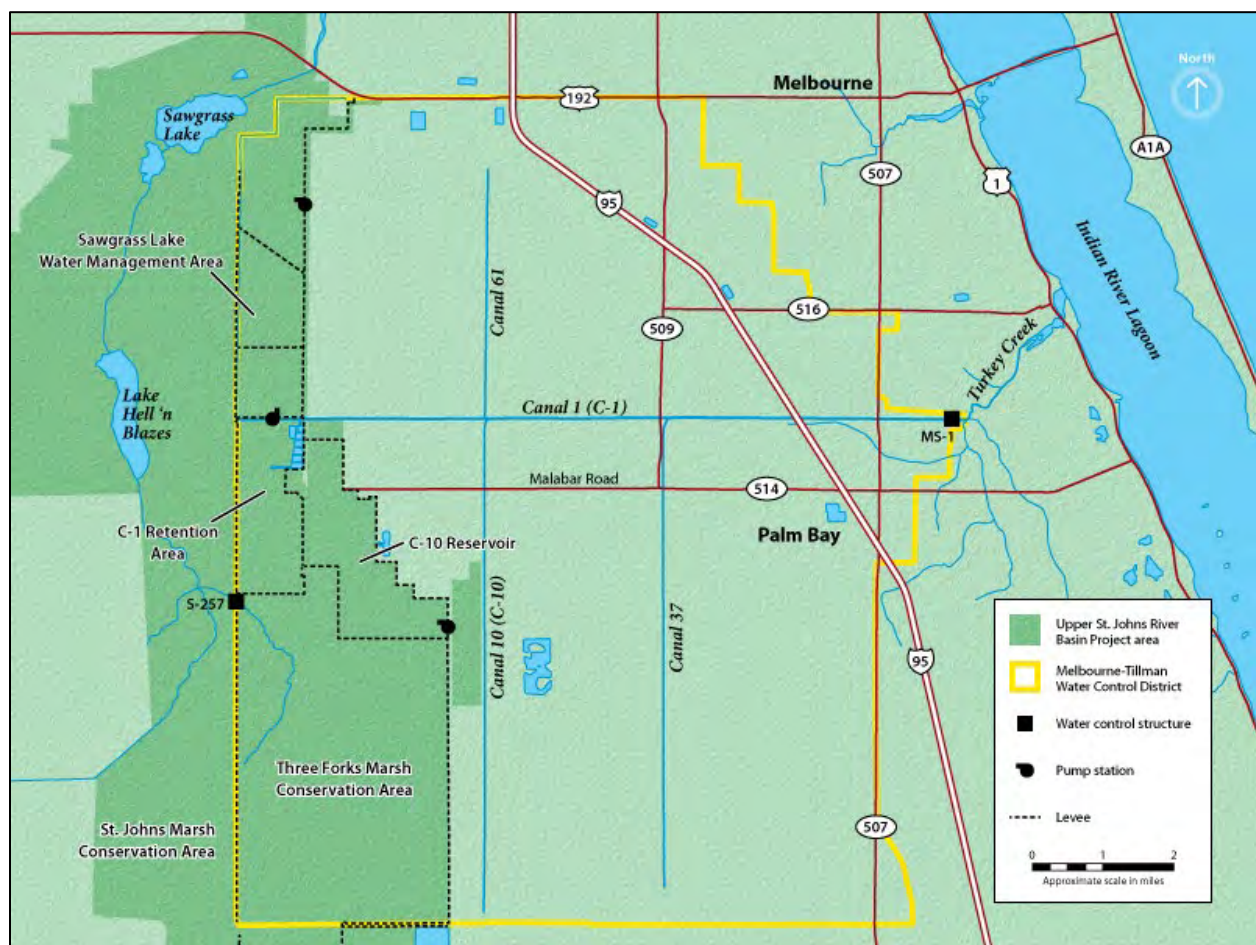 North
192
Melbourne
A1A
Sawgrass
Lake
95
507
1
Sawgrass Lake
Water Management Area
Canal 61
Indian River Lagoon
516
509
Turkey Creek
Lake
Hell 'n
Blazes
Canal 1 (C-1)
MS-1
Malabar Road
514
C-1 Retention
Area
C-10 Reservoir
Palm Bay
S-257
Canal 10 (C-10)
Canal 37
95
Three Forks Marsh
Conservation Area
St. Johns Marsh
Conservation Area
507
Upper St. Johns River
Basin Project area
Melbourne-Tillman
Water Control District
Water control structure
Pump station
Levee
0 1 2
Approximate scale in miles